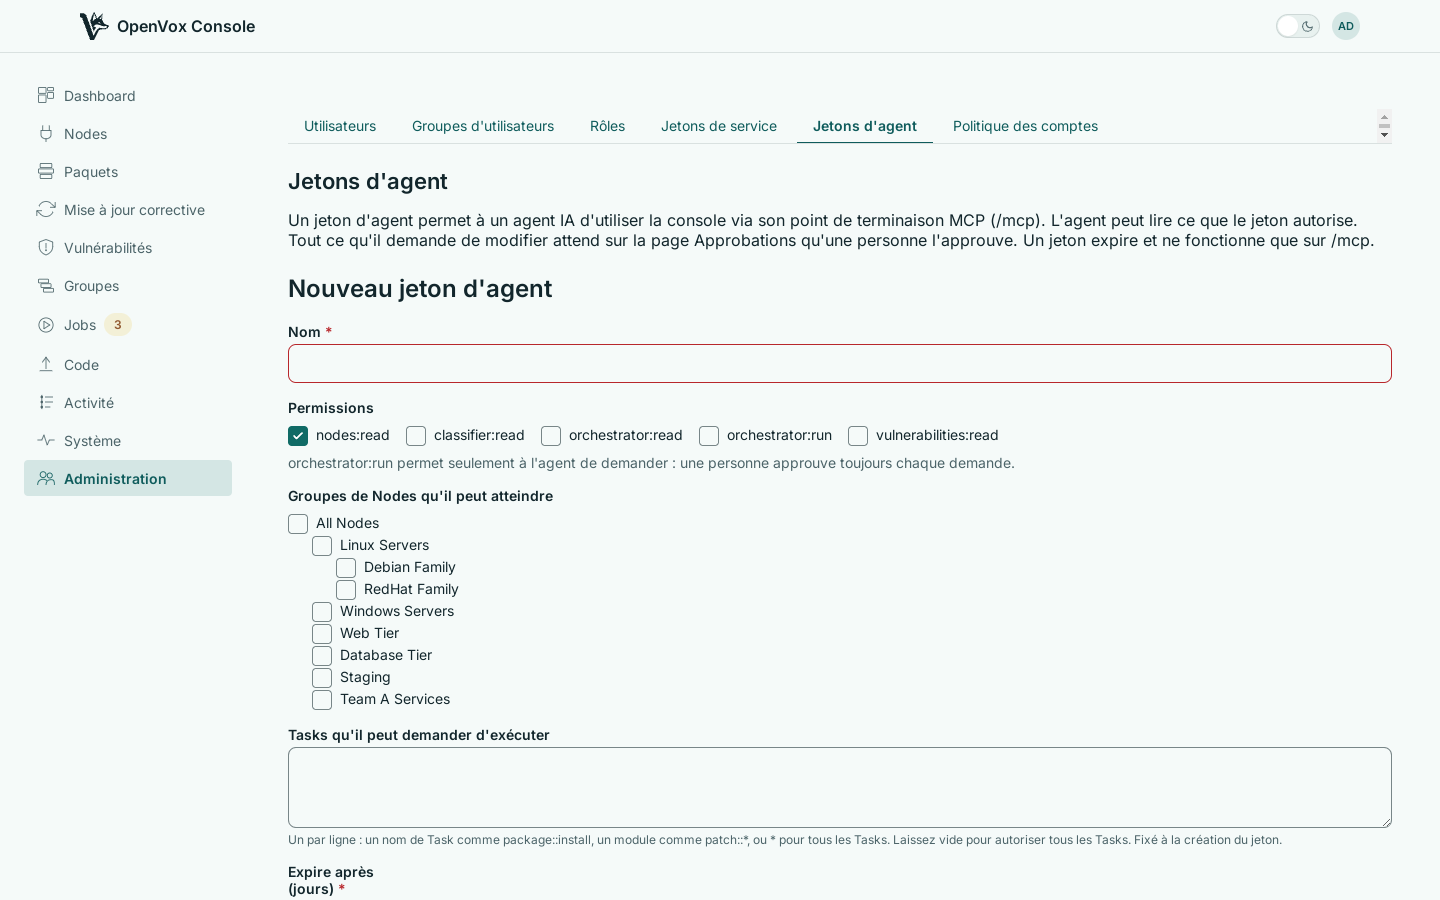 OpenVox Console
AD
Dashboard
Nodes
Paquets
Mise à jour corrective
Vulnérabilités
Groupes
Jobs 3
Code
Activité
Système
Administration
Utilisateurs Groupes d'utilisateurs Rôles Jetons de service Jetons d'agent Politique des comptes
Jetons d'agent
Un jeton d'agent permet à un agent IA d'utiliser la console via son point de terminaison MCP (/mcp). L'agent peut lire ce que le jeton autorise.
Tout ce qu'il demande de modifier attend sur la page Approbations qu'une personne l'approuve. Un jeton expire et ne fonctionne que sur /mcp.
Nouveau jeton d'agent
Nom *
Permissions
nodes:read classifier:read orchestrator:read orchestrator:run vulnerabilities:read
orchestrator:run permet seulement à l'agent de demander : une personne approuve toujours chaque demande.
Groupes de Nodes qu'il peut atteindre
All Nodes
Linux Servers
Debian Family
RedHat Family
Windows Servers
Web Tier
Database Tier
Staging
Team A Services
Tasks qu'il peut demander d'exécuter
Un par ligne : un nom de Task comme package::install, un module comme patch::*, ou * pour tous les Tasks. Laissez vide pour autoriser tous les Tasks. Fixé à la création du jeton.
Expire après
(jours) *